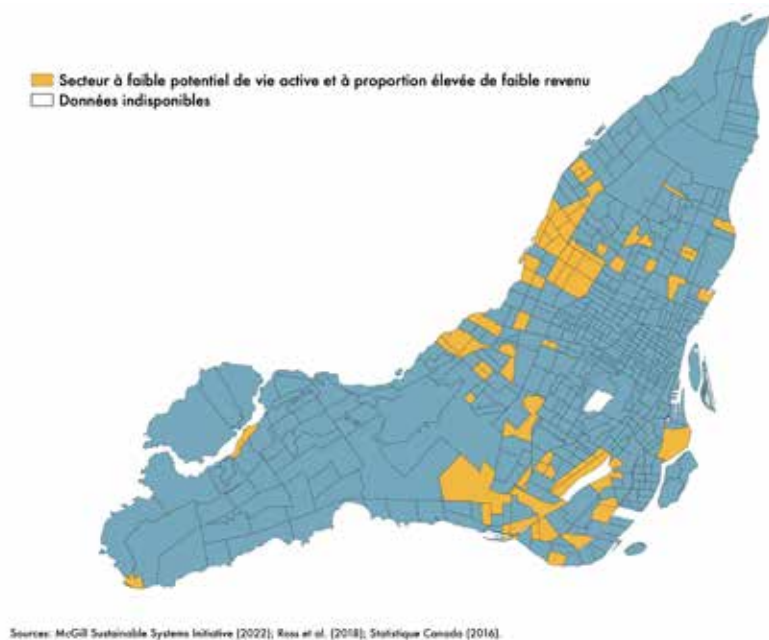 Secteur à faible potentiel de vie active et à proportion élevée de faible revenu
Données indisponibles
Sources: McGill Sustainable Systems Initiative (2022); Ross et al. (2018); Statistique Canada (2016).